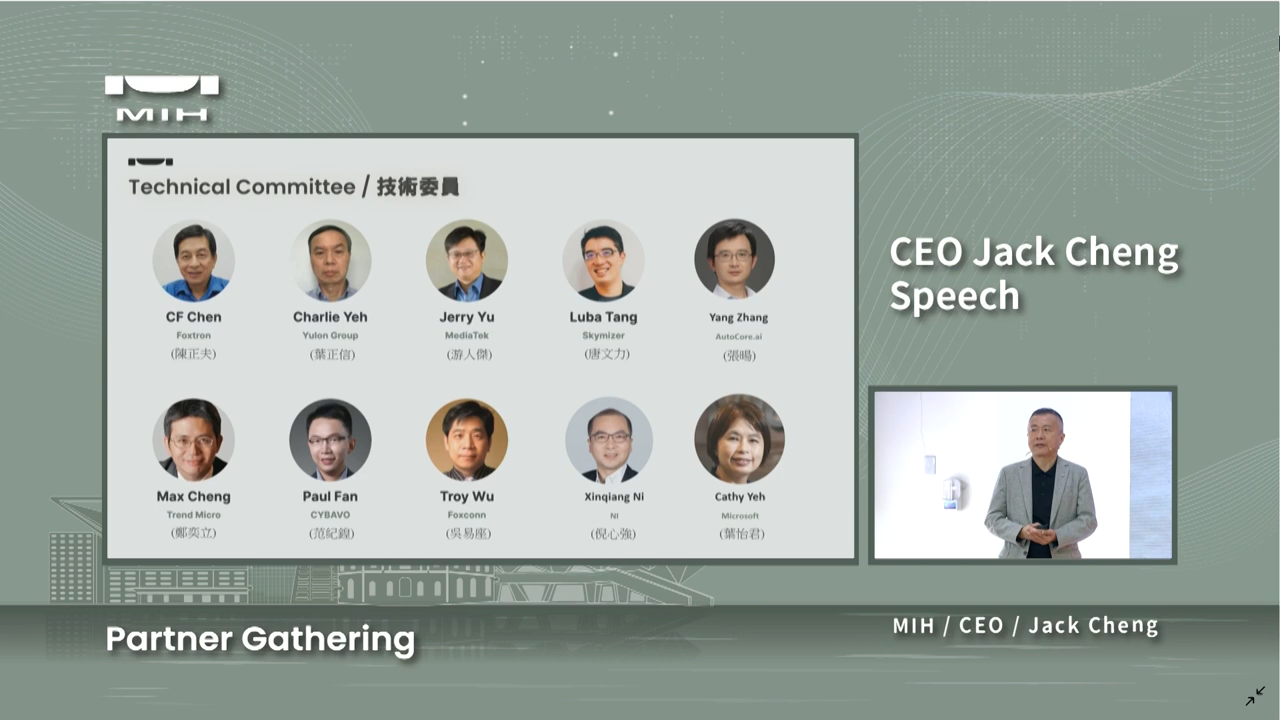 MIH
Technical Committee / 技術委員
CF Chen
Foxtron
(陳正夫)
Charlie Yeh
Yulon Group
(葉正信)
Jerry Yu
MediaTek
(游人傑)
Luba Tang
Skymizer
(唐文力)
Yang Zhang
AutoCore.ai
(張暘)
Max Cheng
Trend Micro
(鄭奕立)
Paul Fan
CYBAVO
(范紀鍠)
Troy Wu
Foxconn
(吳易座)
Xinqiang Ni
NI
(倪心強)
Cathy Yeh
Microsoft
(葉怡君)
CEO Jack Cheng
Speech
Partner Gathering
MIH / CEO / Jack Cheng